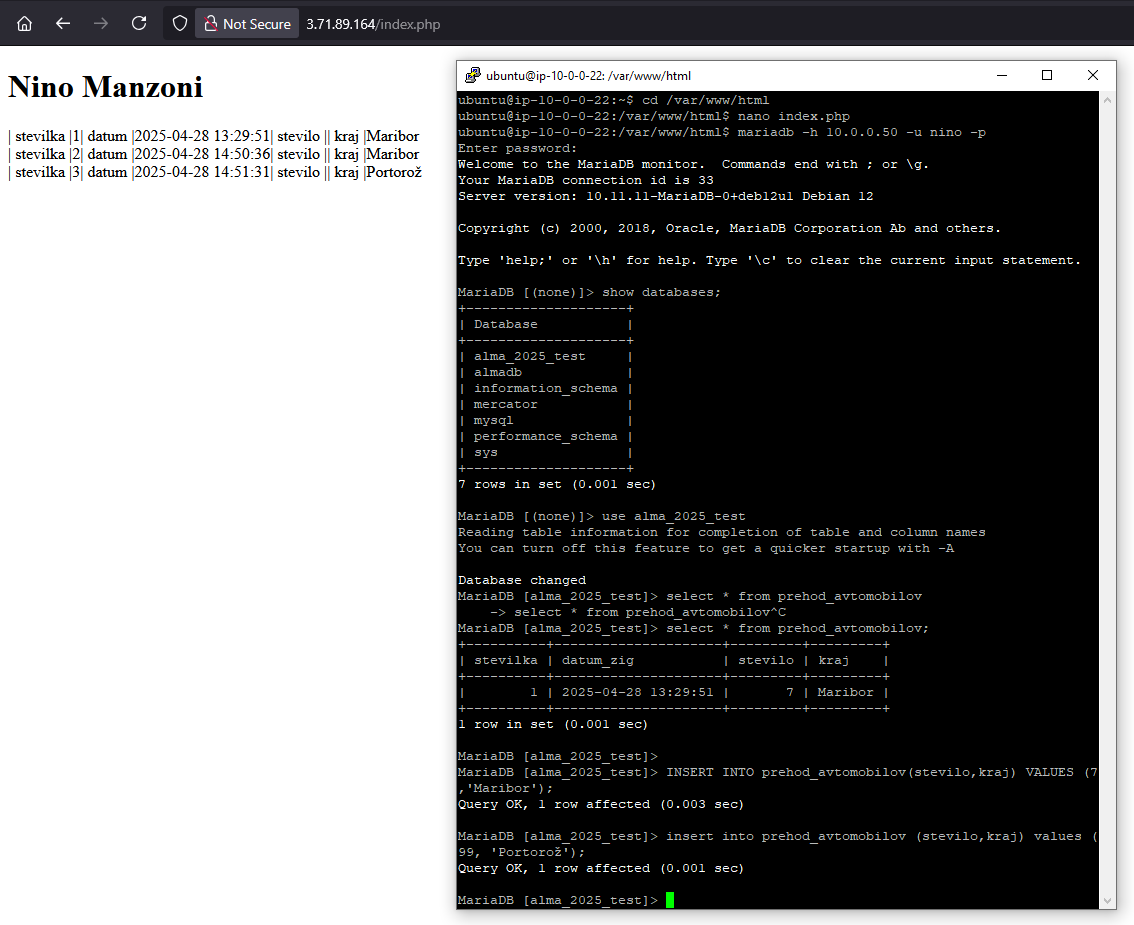 Not Secure 3.71.89.164/index.php
Nino Manzoni
| stevilka |1| datum |2025-04-28 13:29:51| stevilo || kraj |Maribor
| stevilka |2| datum |2025-04-28 14:50:36| stevilo || kraj |Maribor
| stevilka |3| datum |2025-04-28 14:51:31| stevilo || kraj |Portorož
ubuntu@ip-10-0-0-22: /var/www/html
ubuntu@ip-10-0-0-22:~$ cd /var/www/html
ubuntu@ip-10-0-0-22:/var/www/html$ nano index.php
ubuntu@ip-10-0-0-22:/var/www/html$ mariadb -h 10.0.0.50 -u nino -p
Enter password:
Welcome to the MariaDB monitor.  Commands end with ; or \g.
Your MariaDB connection id is 33
Server version: 10.11.11-MariaDB-0+deb12u1 Debian 12
Copyright (c) 2000, 2018, Oracle, MariaDB Corporation Ab and others.
Type 'help;' or '\h' for help. Type '\c' to clear the current input statement.
MariaDB [(none)]> show databases;
+--------------------+
| Database           |
+--------------------+
| alma_2025_test     |
| almadb             |
| information_schema |
| mercator           |
| mysql              |
| performance_schema |
| sys                |
+--------------------+
7 rows in set (0.001 sec)
MariaDB [(none)]> use alma_2025_test
Reading table information for completion of table and column names
You can turn off this feature to get a quicker startup with -A
Database changed
MariaDB [alma_2025_test]> select * from prehod_avtomobilov
    -> select * from prehod_avtomobilov^C
MariaDB [alma_2025_test]> select * from prehod_avtomobilov;
+----------+---------------------+---------+---------+
| stevilka | datum_zig           | stevilo | kraj    |
+----------+---------------------+---------+---------+
|        1 | 2025-04-28 13:29:51 |       7 | Maribor |
+----------+---------------------+---------+---------+
1 row in set (0.001 sec)
MariaDB [alma_2025_test]>
MariaDB [alma_2025_test]> INSERT INTO prehod_avtomobilov(stevilo,kraj) VALUES (7
,'Maribor');
Query OK, 1 row affected (0.003 sec)
MariaDB [alma_2025_test]> insert into prehod_avtomobilov (stevilo,kraj) values (
99, 'Portorož');
Query OK, 1 row affected (0.001 sec)
MariaDB [alma_2025_test]>